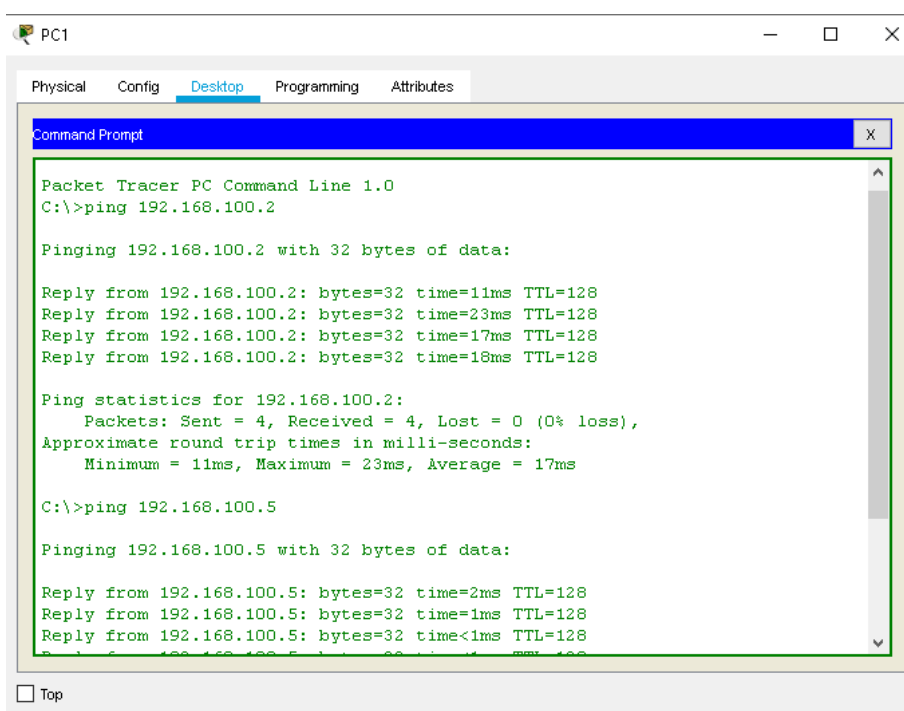 PC1
Physical Config Desktop Programming Attributes
Command Prompt X
Packet Tracer PC Command Line 1.0
C:\>ping 192.168.100.2
Pinging 192.168.100.2 with 32 bytes of data:
Reply from 192.168.100.2: bytes=32 time=11ms TTL=128
Reply from 192.168.100.2: bytes=32 time=23ms TTL=128
Reply from 192.168.100.2: bytes=32 time=17ms TTL=128
Reply from 192.168.100.2: bytes=32 time=18ms TTL=128
Ping statistics for 192.168.100.2:
Packets: Sent = 4, Received = 4, Lost = 0 (0% loss),
Approximate round trip times in milli-seconds:
Minimum = 11ms, Maximum = 23ms, Average = 17ms
C:\>ping 192.168.100.5
Pinging 192.168.100.5 with 32 bytes of data:
Reply from 192.168.100.5: bytes=32 time=2ms TTL=128
Reply from 192.168.100.5: bytes=32 time=1ms TTL=128
Reply from 192.168.100.5: bytes=32 time<1ms TTL=128
Top